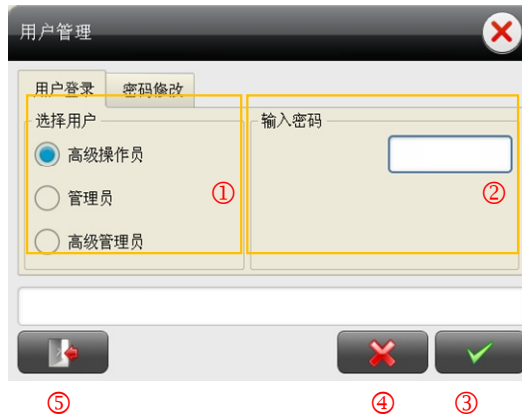 用户管理
用户登录 密码修改
选择用户 输入密码
高级操作员
管理员 ① ②
高级管理员
⑤ ④ ③